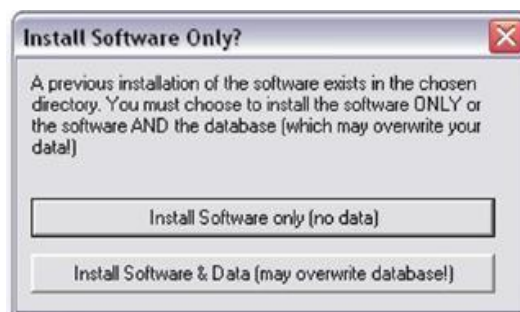 Install Software Only?
A previous installation of the software exists in the chosen
directory. You must choose to install the software ONLY or
the software AND the database (which may overwrite your
data!)
Install Software only (no data)
Install Software & Data (may overwrite database!)